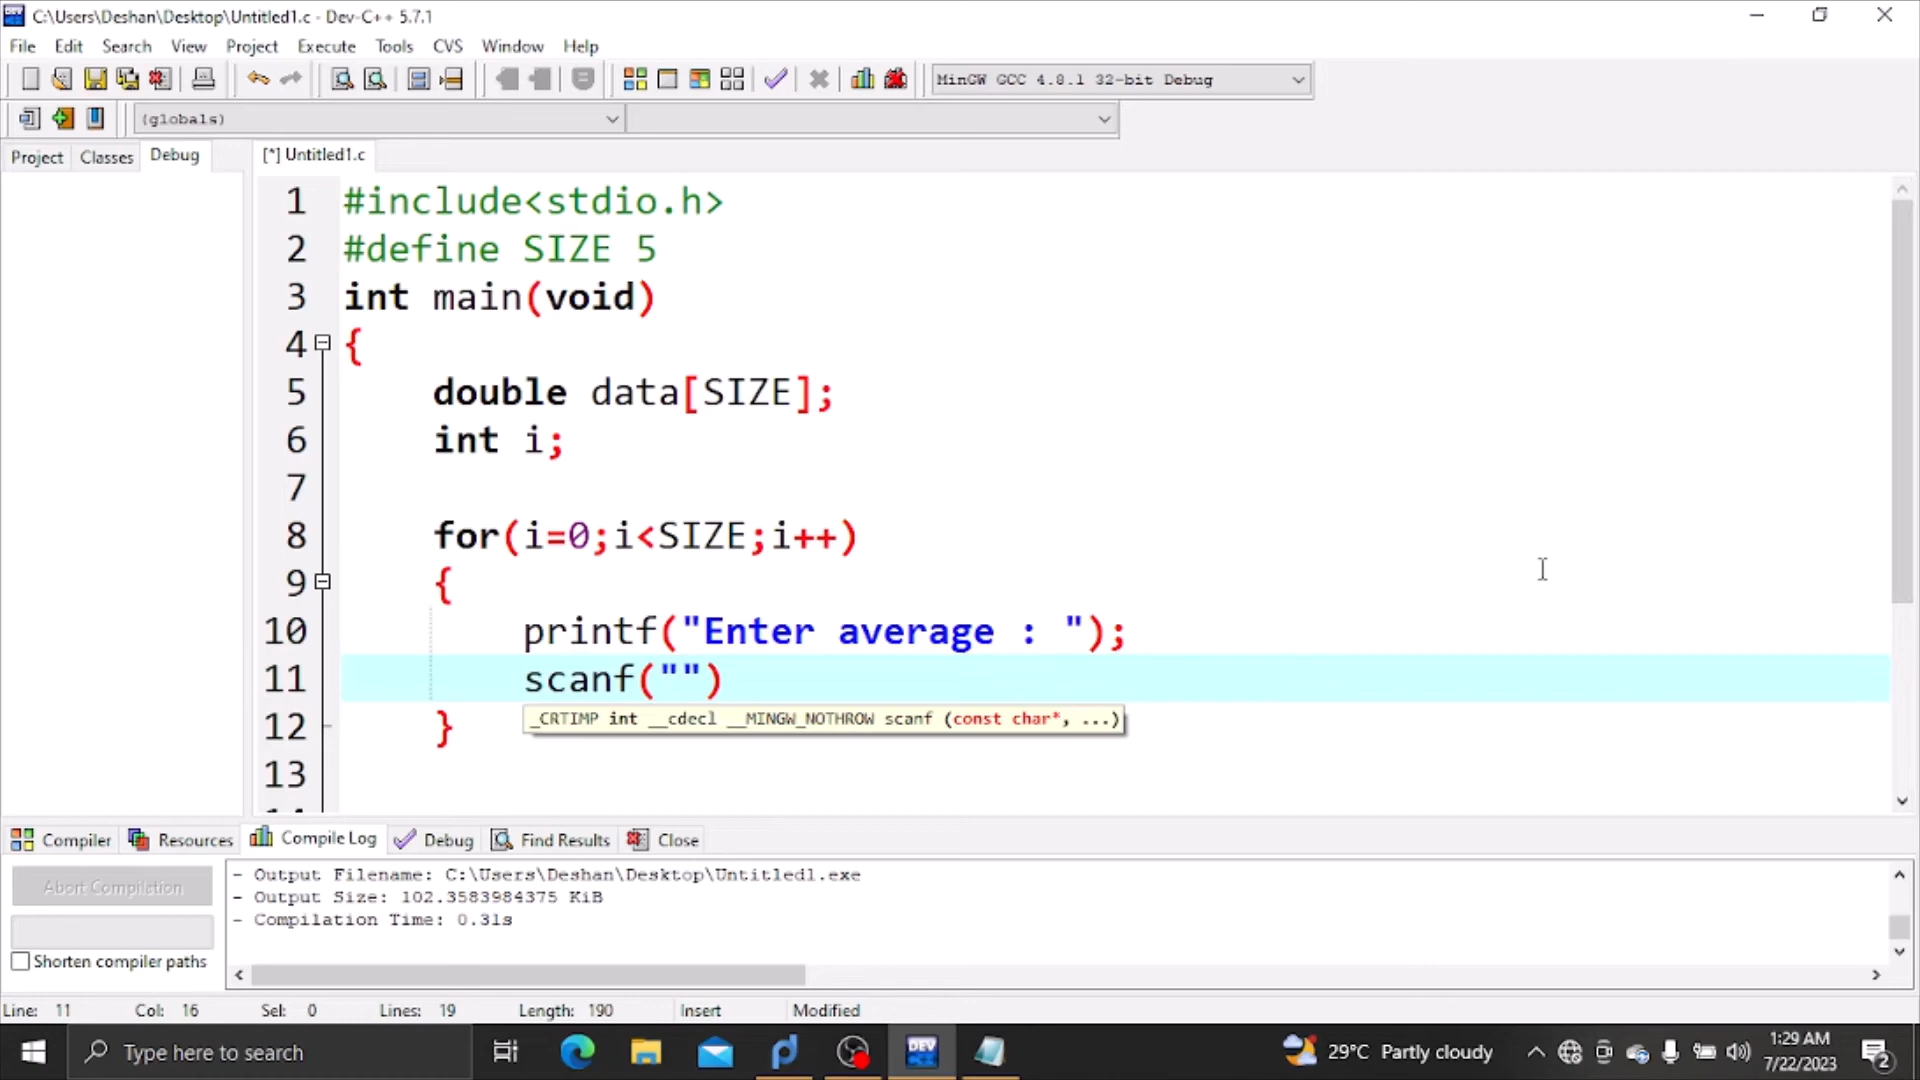 C:\Users\Deshan\Desktop\Untitled1.c - Dev-C++ 5.7.1
File Edit Search View Project Execute Tools CVS Window Help
MinGW GCC 4.8.1 32-bit Debug
(globals)
Project Classes Debug [*] Untitled1.c
1 #include<stdio.h>
2 #define SIZE 5
3 int main(void)
4 {
5 double data[SIZE];
6 int i;
7
8 for(i=0;i<SIZE;i++)
9 {
10 printf("Enter average : ");
11 scanf("")
_CRTIMP int __cdecl __MINGW_NOTHROW scanf (const char*, ...)
12 }
13
Compiler Resources Compile Log Debug Find Results Close
Abort Compilation
Shorten compiler paths
- Output Filename: C:\Users\Deshan\Desktop\Untitled1.exe
- Output Size: 102.3583984375 KiB
- Compilation Time: 0.31s
Line: 11 Col: 16 Sel: 0 Lines: 19 Length: 190 Insert Modified
Type here to search
DEV
29°C Partly cloudy
1:29 AM
7/22/2023
2